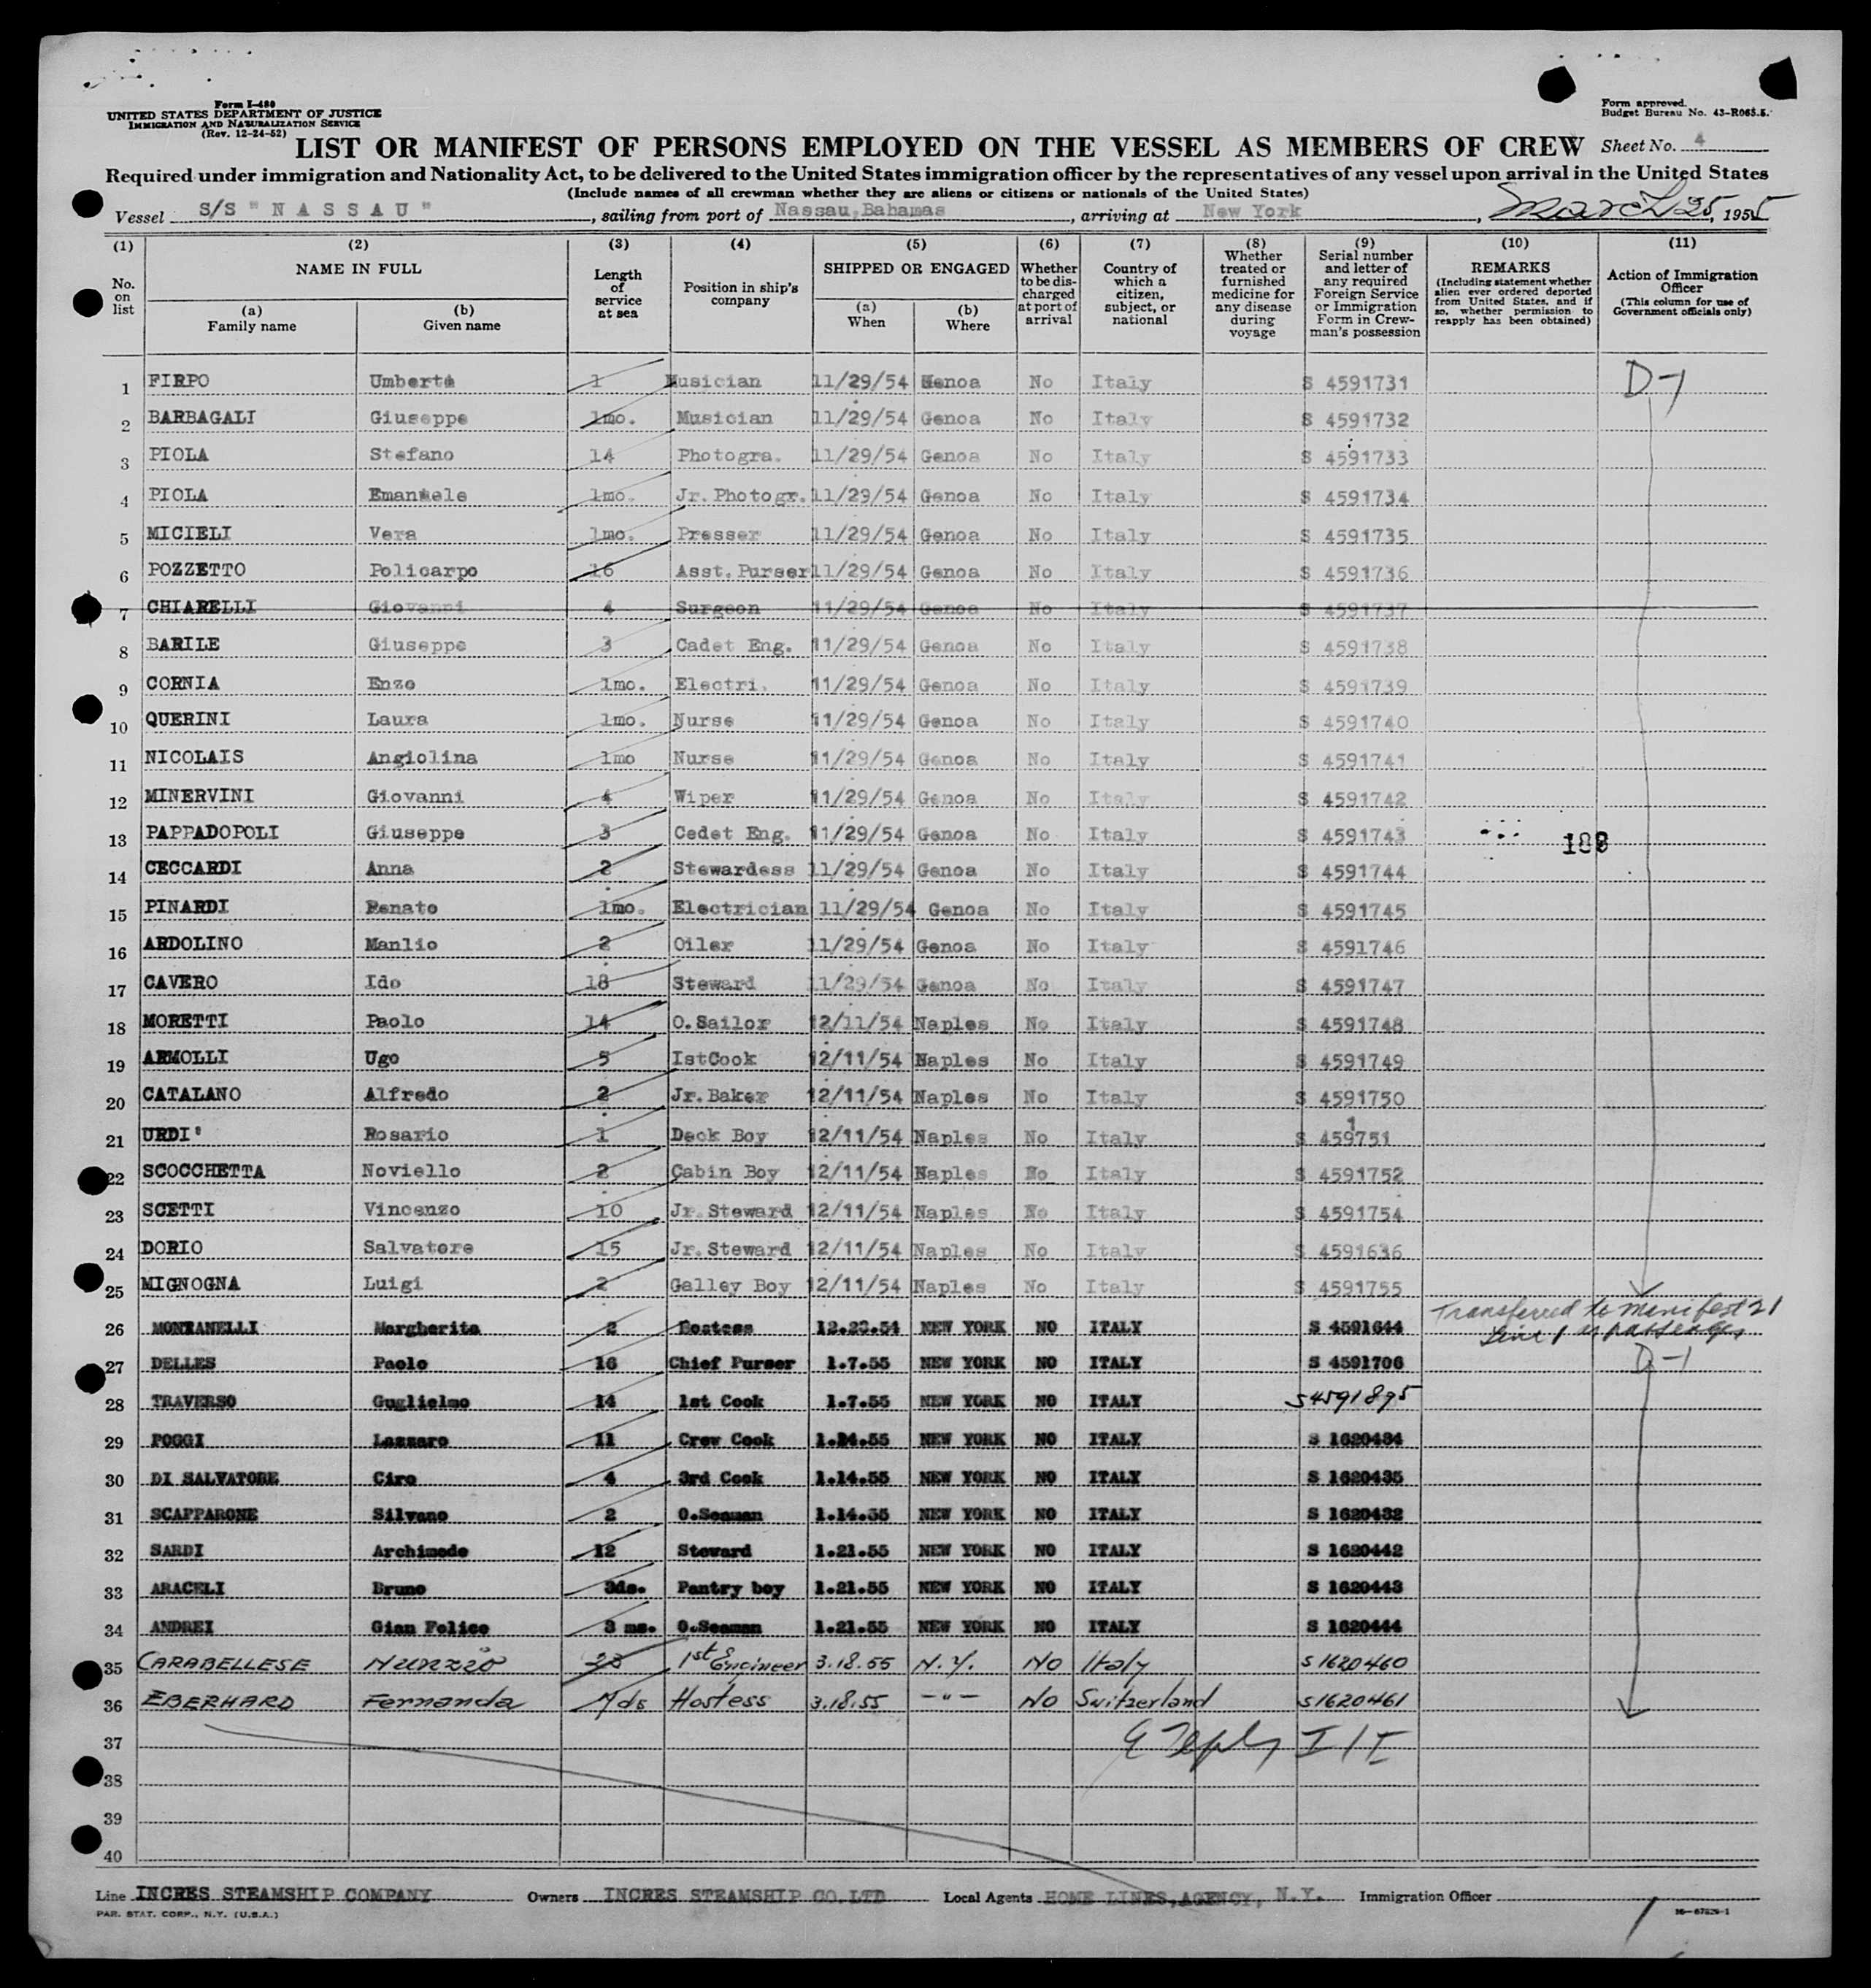 Form I-480
UNITED STATES DEPARTMENT OF JUSTICE
IMMIGRATION AND NATURALIZATION SERVICE
(Rev. 12-24-52)
Form approved.
Budget Bureau No. 43-R065.5.
LIST OR MANIFEST OF PERSONS EMPLOYED ON THE VESSEL AS MEMBERS OF CREW Sheet No. 4
Required under immigration and Nationality Act, to be delivered to the United States immigration officer by the representatives of any vessel upon arrival in the United States
(Include names of all crewman whether they are aliens or citizens or nationals of the United States)
Vessel S/S "NASSAU", sailing from port of Nassau,Bahamas, arriving at New York, March 25, 1955
(1) (2) (3) (4) (5) (6) (7) (8) (9) (10) (11)
No. on list
NAME IN FULL
(a) Family name
(b) Given name
Length of service at sea
Position in ship's company
SHIPPED OR ENGAGED
(a) When
(b) Where
Whether to be discharged at port of arrival
Country of which a citizen, subject, or national
Whether treated or furnished medicine for any disease during voyage
Serial number and letter of any required Foreign Service or Immigration Form in Crewman's possession
REMARKS
(Including statement whether alien ever ordered deported from United States, and if so, whether permission to reapply has been obtained)
Action of Immigration Officer
(This column for use of Government officials only)
1 FIRPO Umberto 1 Musician 11/29/54 Genoa No Italy S 4591731 D-1
2 BARBAGALI Giuseppe 1mo. Musician 11/29/54 Genoa No Italy S 4591732
3 PIOLA Stefano 14 Photogra. 11/29/54 Genoa No Italy S 4591733
4 PIOLA Emanuele 1mo. Jr. Photogr. 11/29/54 Genoa No Italy S 4591734
5 MICIELI Vera 1mo. Presser 11/29/54 Genoa No Italy S 4591735
6 POZZETTO Policarpo 16 Asst. Purser 11/29/54 Genoa No Italy S 4591736
7 CHIARELLI Giovanni 4 Surgeon 11/29/54 Genoa No Italy S 4591737
8 BARILE Giuseppe 3 Cadet Eng. 11/29/54 Genoa No Italy S 4591738
9 CORNIA Enzo 1mo. Electri. 11/29/54 Genoa No Italy S 4591739
10 QUERINI Laura 1mo. Nurse 11/29/54 Genoa No Italy S 4591740
11 NICOLAIS Angiolina 1mo Nurse 11/29/54 Genoa No Italy S 4591741
12 MINERVINI Giovanni 4 Wiper 11/29/54 Genoa No Italy S 4591742
13 PAPPADOPOLI Giuseppe 3 Cedet Eng. 11/29/54 Genoa No Italy S 4591743
14 CECCARDI Anna 2 Stewardess 11/29/54 Genoa No Italy S 4591744
15 PINARDI Renato 1mo. Electrician 11/29/54 Genoa No Italy S 4591745
16 ARDOLINO Manlio 2 Oiler 11/29/54 Genoa No Italy S 4591746
17 CAVERO Ido 18 Steward 11/29/54 Genoa No Italy S 4591747
18 MORETTI Paolo 14 O.Sailor 12/11/54 Naples No Italy S 4591748
19 ARMOLLI Ugo 5 IstCook 12/11/54 Naples No Italy S 4591749
20 CATALANO Alfredo 2 Jr. Baker 12/11/54 Naples No Italy S 4591750
21 URDI' Rosario 1 Deck Boy 12/11/54 Naples No Italy S 4591751
22 SCOCCHETTA Noviello 2 Cabin Boy 12/11/54 Naples No Italy S 4591752
23 SCETTI Vincenzo 10 Jr. Steward 12/11/54 Naples No Italy S 4591754
24 DORIO Salvatore 15 Jr. Steward 12/11/54 Naples No Italy S 4591636
25 MIGNOGNA Luigi 2 Galley Boy 12/11/54 Naples No Italy S 4591755
26 MONTANELLI Margherita 2 Hostess 12.23.54 NEW YORK NO ITALY S 4591644 Transferred to manifest 21 Line 1 as passenger
27 DELLES Paolo 16 Chief Purser 1.7.55 NEW YORK NO ITALY S 4591706 D-1
28 TRAVERSO Guglielmo 14 1st Cook 1.7.55 NEW YORK NO ITALY S4591895
29 POGGI Lazzaro 11 Crew Cook 1.14.55 NEW YORK NO ITALY S 1620434
30 DI SALVATORE Ciro 4 3rd Cook 1.14.55 NEW YORK NO ITALY S 1620435
31 SCAPPARONE Silvano 2 O.Seaman 1.14.55 NEW YORK NO ITALY S 1620432
32 SARDI Archimede 12 Steward 1.21.55 NEW YORK NO ITALY S 1620442
33 ARACELI Bruno 3ds. Pantry boy 1.21.55 NEW YORK NO ITALY S 1620443
34 ANDREI Gian Felice 3 ms. O.Seaman 1.21.55 NEW YORK NO ITALY S 1620444
35 CARABELLESE Nunzio 23 1st Engineer 3.18.55 N.Y. No Italy S1620460
36 EBERHARD Fernanda 7ds Hostess 3.18.55 -"- No Switzerland S1620461
37
38
39
40
Line INCRES STEAMSHIP COMPANY Owners INCRES STEAMSHIP CO.LTD Local Agents HOME LINES,AGENCY, N.Y. Immigration Officer
PAR. STAT. CORP., N.Y. (U.S.A.)